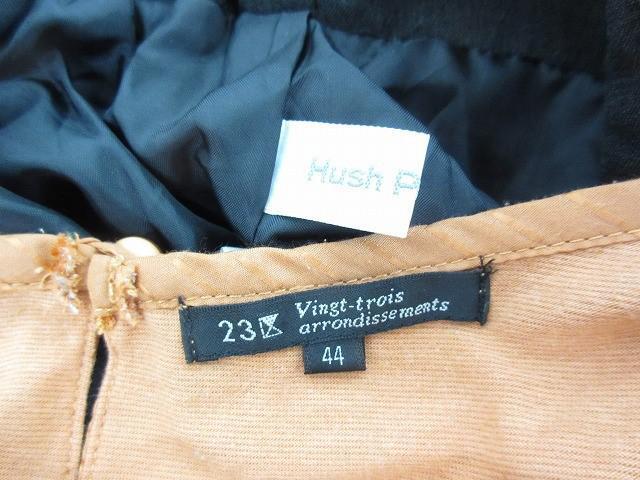 Hush P
23区 Vingt-trois
arrondissements
44